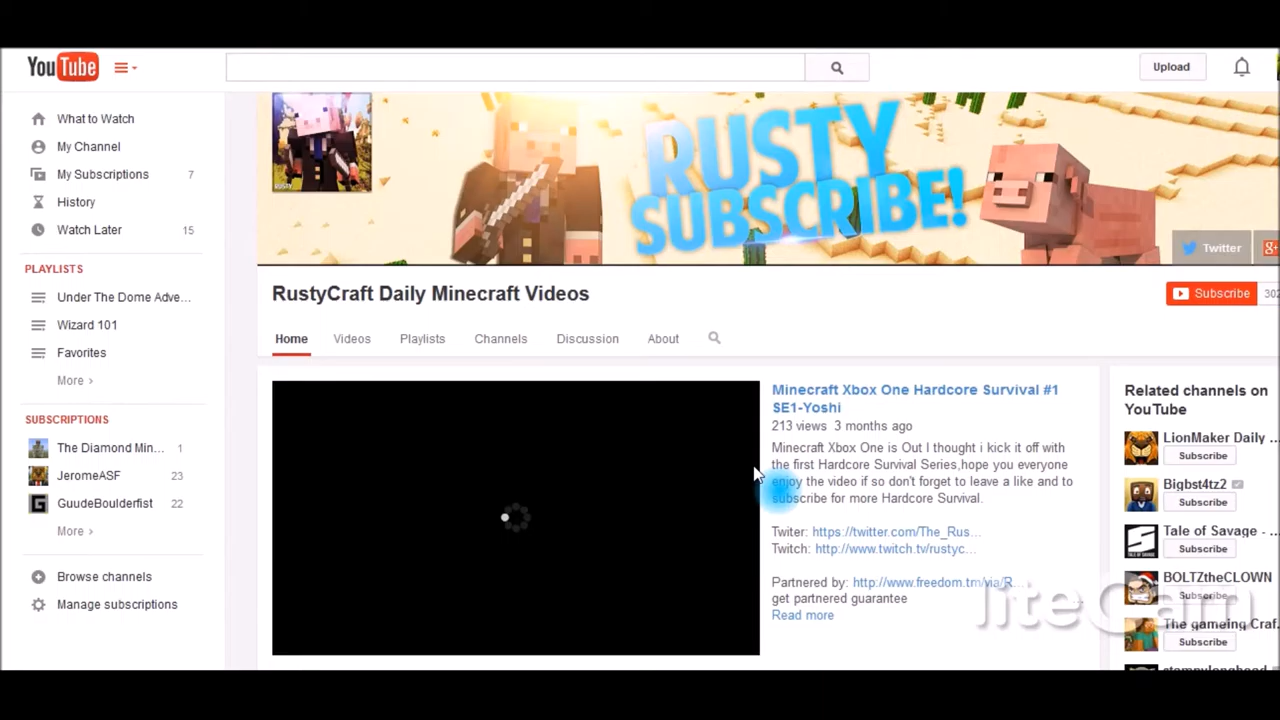 YouTube
Upload
What to Watch
My Channel
My Subscriptions 7
History
Watch Later 15
PLAYLISTS
Under The Dome Adve...
Wizard 101
Favorites
More ›
SUBSCRIPTIONS
The Diamond Min... 1
JeromeASF 23
GuudeBoulderfist 22
More ›
Browse channels
Manage subscriptions
RUSTY
RUSTY
SUBSCRIBE!
Twitter
g+
RustyCraft Daily Minecraft Videos
Subscribe 302
Home Videos Playlists Channels Discussion About
Minecraft Xbox One Hardcore Survival #1
SE1-Yoshi
213 views 3 months ago
Minecraft Xbox One is Out I thought i kick it off with
the first Hardcore Survival Series,hope you everyone
enjoy the video if so don't forget to leave a like and to
subscribe for more Hardcore Survival.
Twiter: https://twitter.com/The_Rus...
Twitch: http://www.twitch.tv/rustyc...
Partnered by: http://www.freedom.tm/via/R...
get partnered guarantee
Read more
Related channels on
YouTube
LionMaker Daily ...
Subscribe
Bigbst4tz2
Subscribe
TALE OF SAVAGE
Tale of Savage - ...
Subscribe
BOLTZtheCLOWN
Subscribe
The gameing Craf...
Subscribe
liteCam